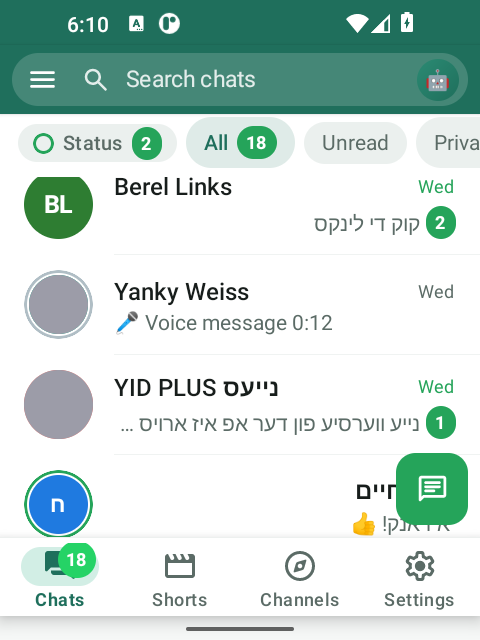 6:10
Search chats
Status 2
All 18
Unread
Priva
BL
Berel Links
Wed
קוק די לינקס
2
Yanky Weiss
Wed
🎤 Voice message 0:12
YID PLUS נייעס
Wed
נייע ווערסיע פון דער אפ איז ארויס ...
1
ח
חיים
👍
18
Chats
Shorts
Channels
Settings